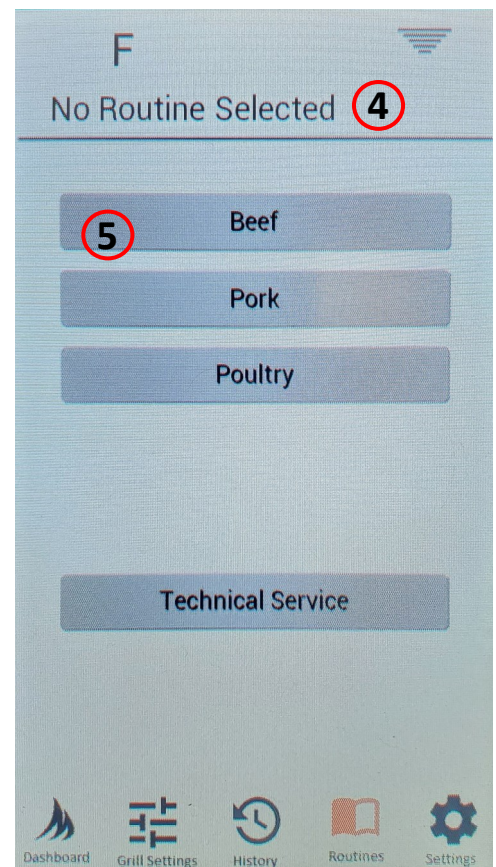 F
No Routine Selected 4
5 Beef
Pork
Poultry
Technical Service
Dashboard Grill Settings History Routines Settings